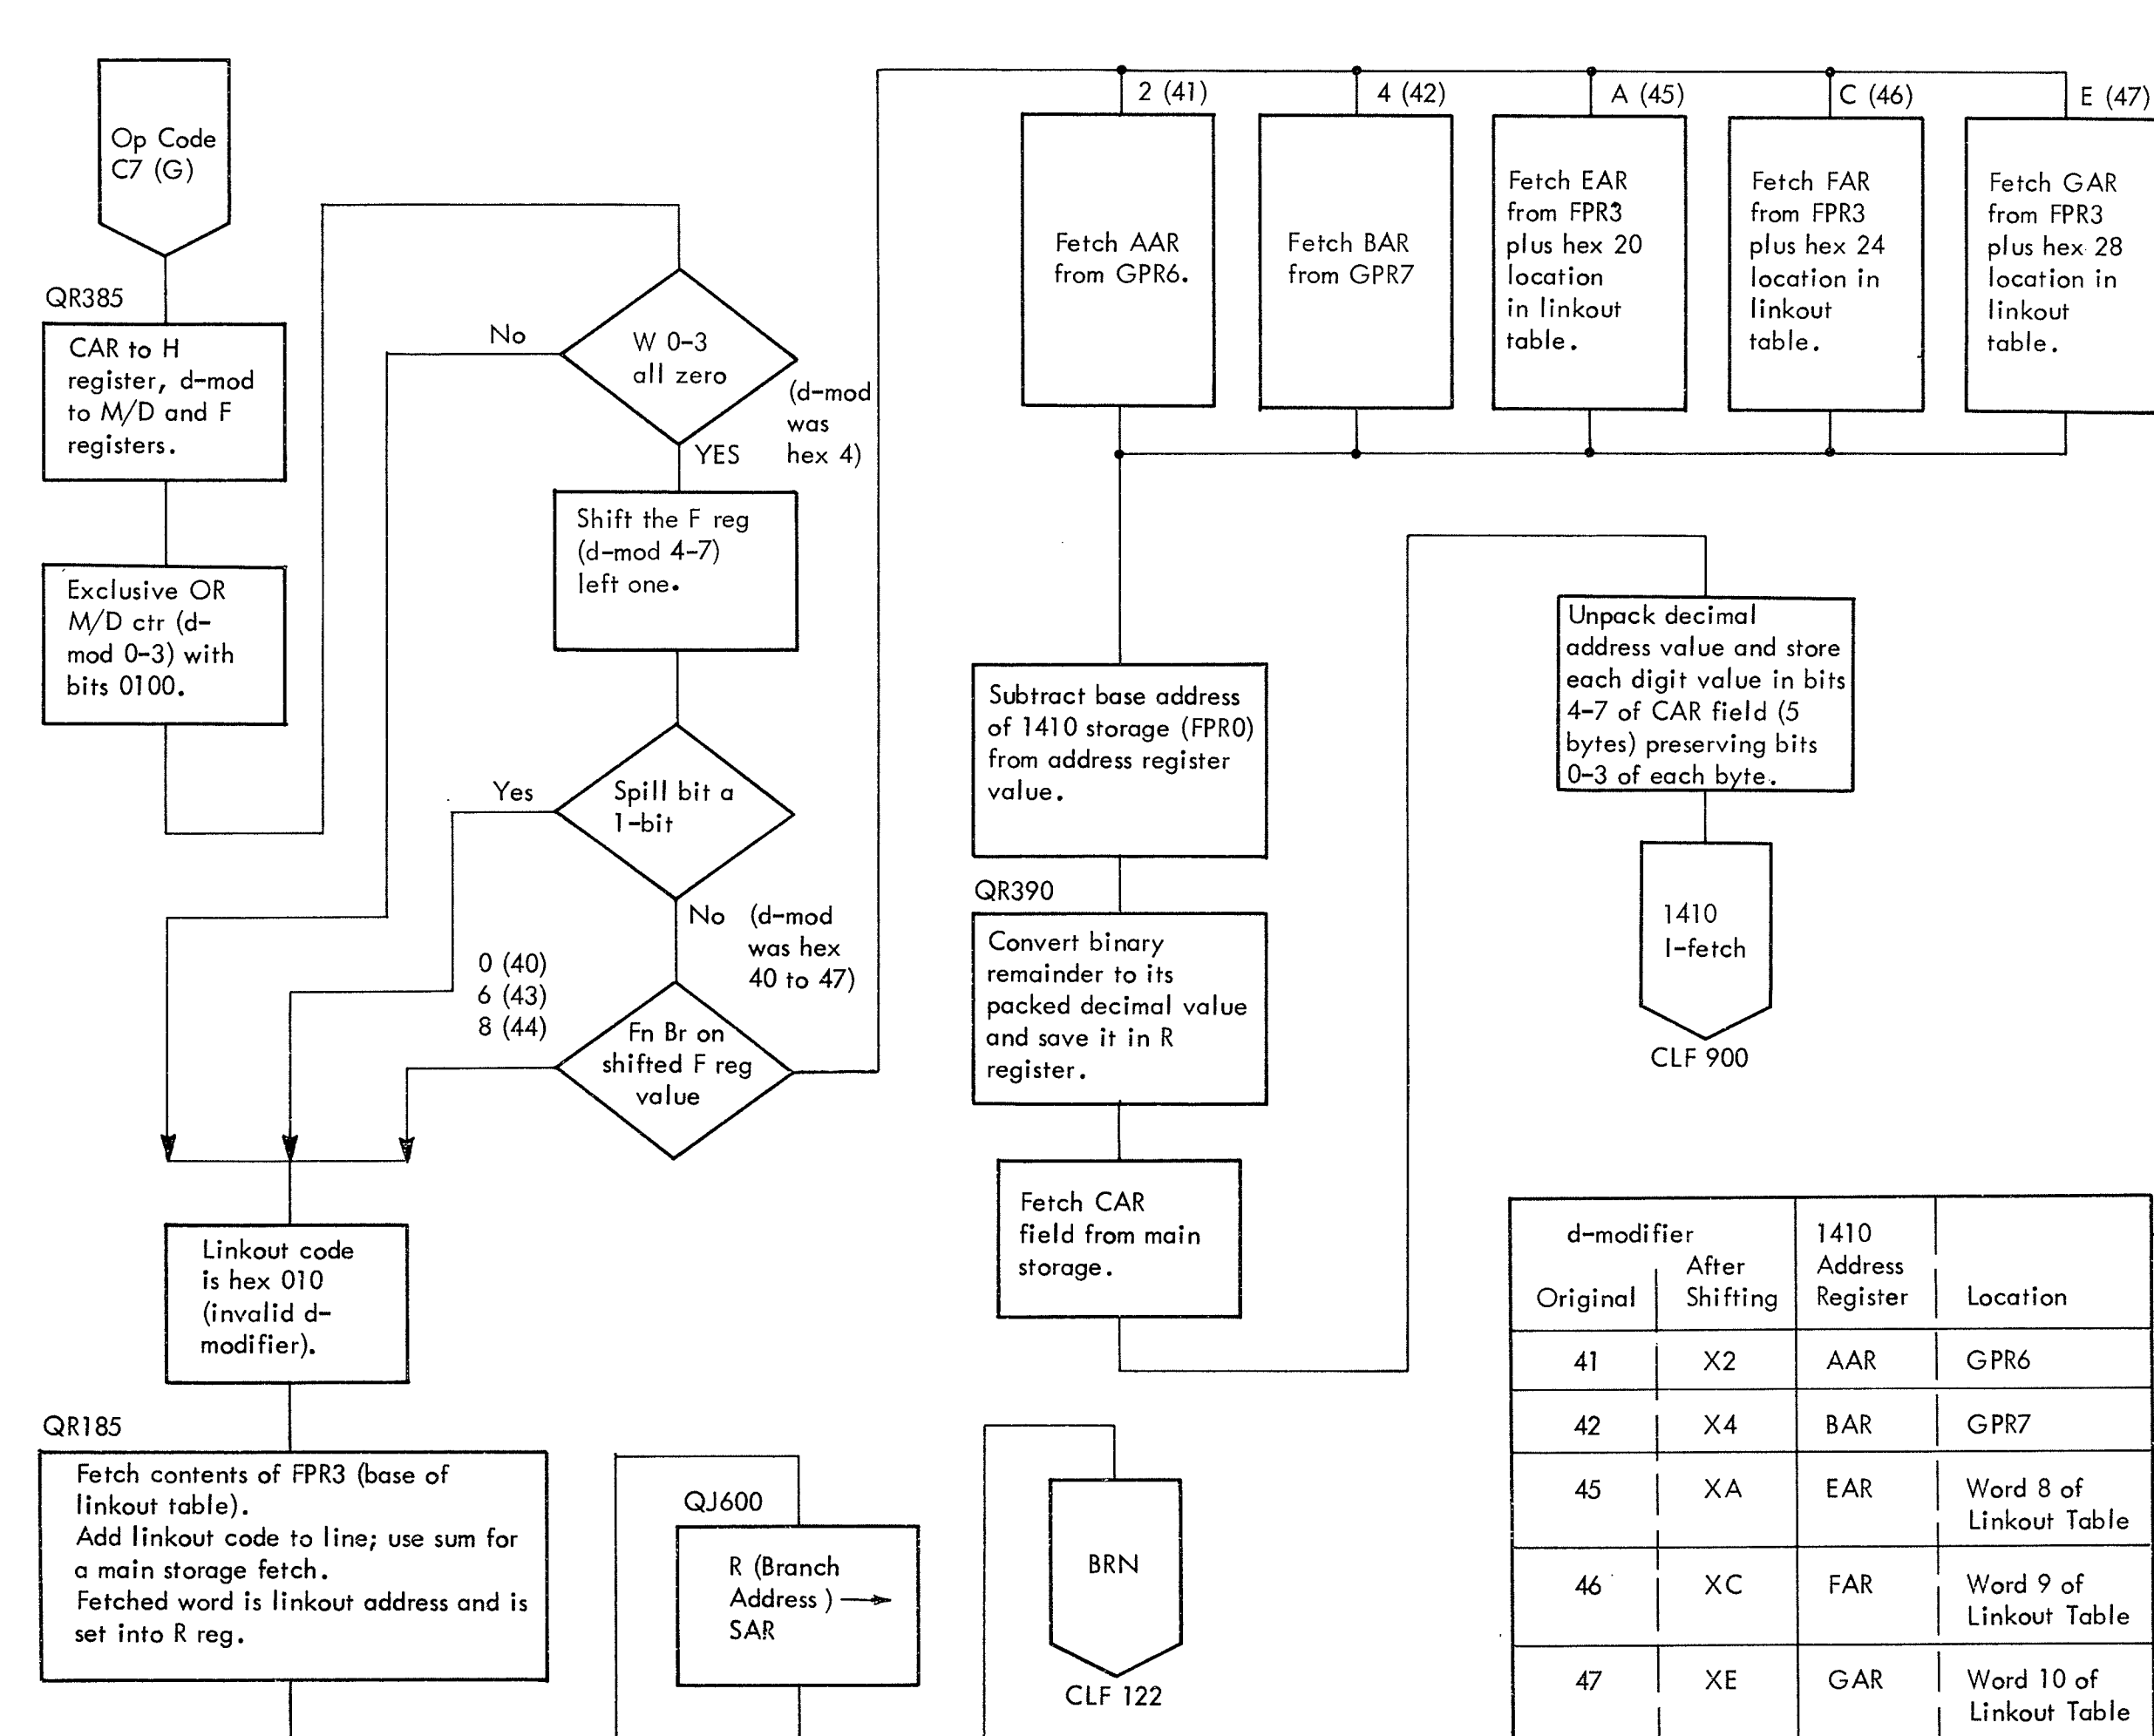 Op Code
C7 (G)
QR385
CAR to H
register, d-mod
to M/D and F
registers.
Exclusive OR
M/D ctr (d-
mod 0-3) with
bits 0100.
W 0-3
all zero
No
YES
(d-mod
was
hex 4)
Shift the F reg
(d-mod 4-7)
left one.
Spill bit a
1-bit
Yes
No
(d-mod
was hex
40 to 47)
0 (40)
6 (43)
8 (44)
Fn Br on
shifted F reg
value
Linkout code
is hex 010
(invalid d-
modifier).
QR185
Fetch contents of FPR3 (base of
linkout table).
Add linkout code to line; use sum for
a main storage fetch.
Fetched word is linkout address and is
set into R reg.
QJ600
R (Branch
Address ) →
SAR
BRN
CLF 122
2 (41)
Fetch AAR
from GPR6.
4 (42)
Fetch BAR
from GPR7
A (45)
Fetch EAR
from FPR3
plus hex 20
location
in linkout
table.
C (46)
Fetch FAR
from FPR3
plus hex 24
location in
linkout
table.
E (47)
Fetch GAR
from FPR3
plus hex 28
location in
linkout
table.
Subtract base address
of 1410 storage (FPR0)
from address register
value.
QR390
Convert binary
remainder to its
packed decimal value
and save it in R
register.
Fetch CAR
field from main
storage.
Unpack decimal
address value and store
each digit value in bits
4-7 of CAR field (5
bytes) preserving bits
0-3 of each byte.
1410
I-fetch
CLF 900
d-modifier
Original
After
Shifting
1410
Address
Register
Location
41 X2 AAR GPR6
42 X4 BAR GPR7
45 XA EAR Word 8 of
Linkout Table
46 XC FAR Word 9 of
Linkout Table
47 XE GAR Word 10 of
Linkout Table